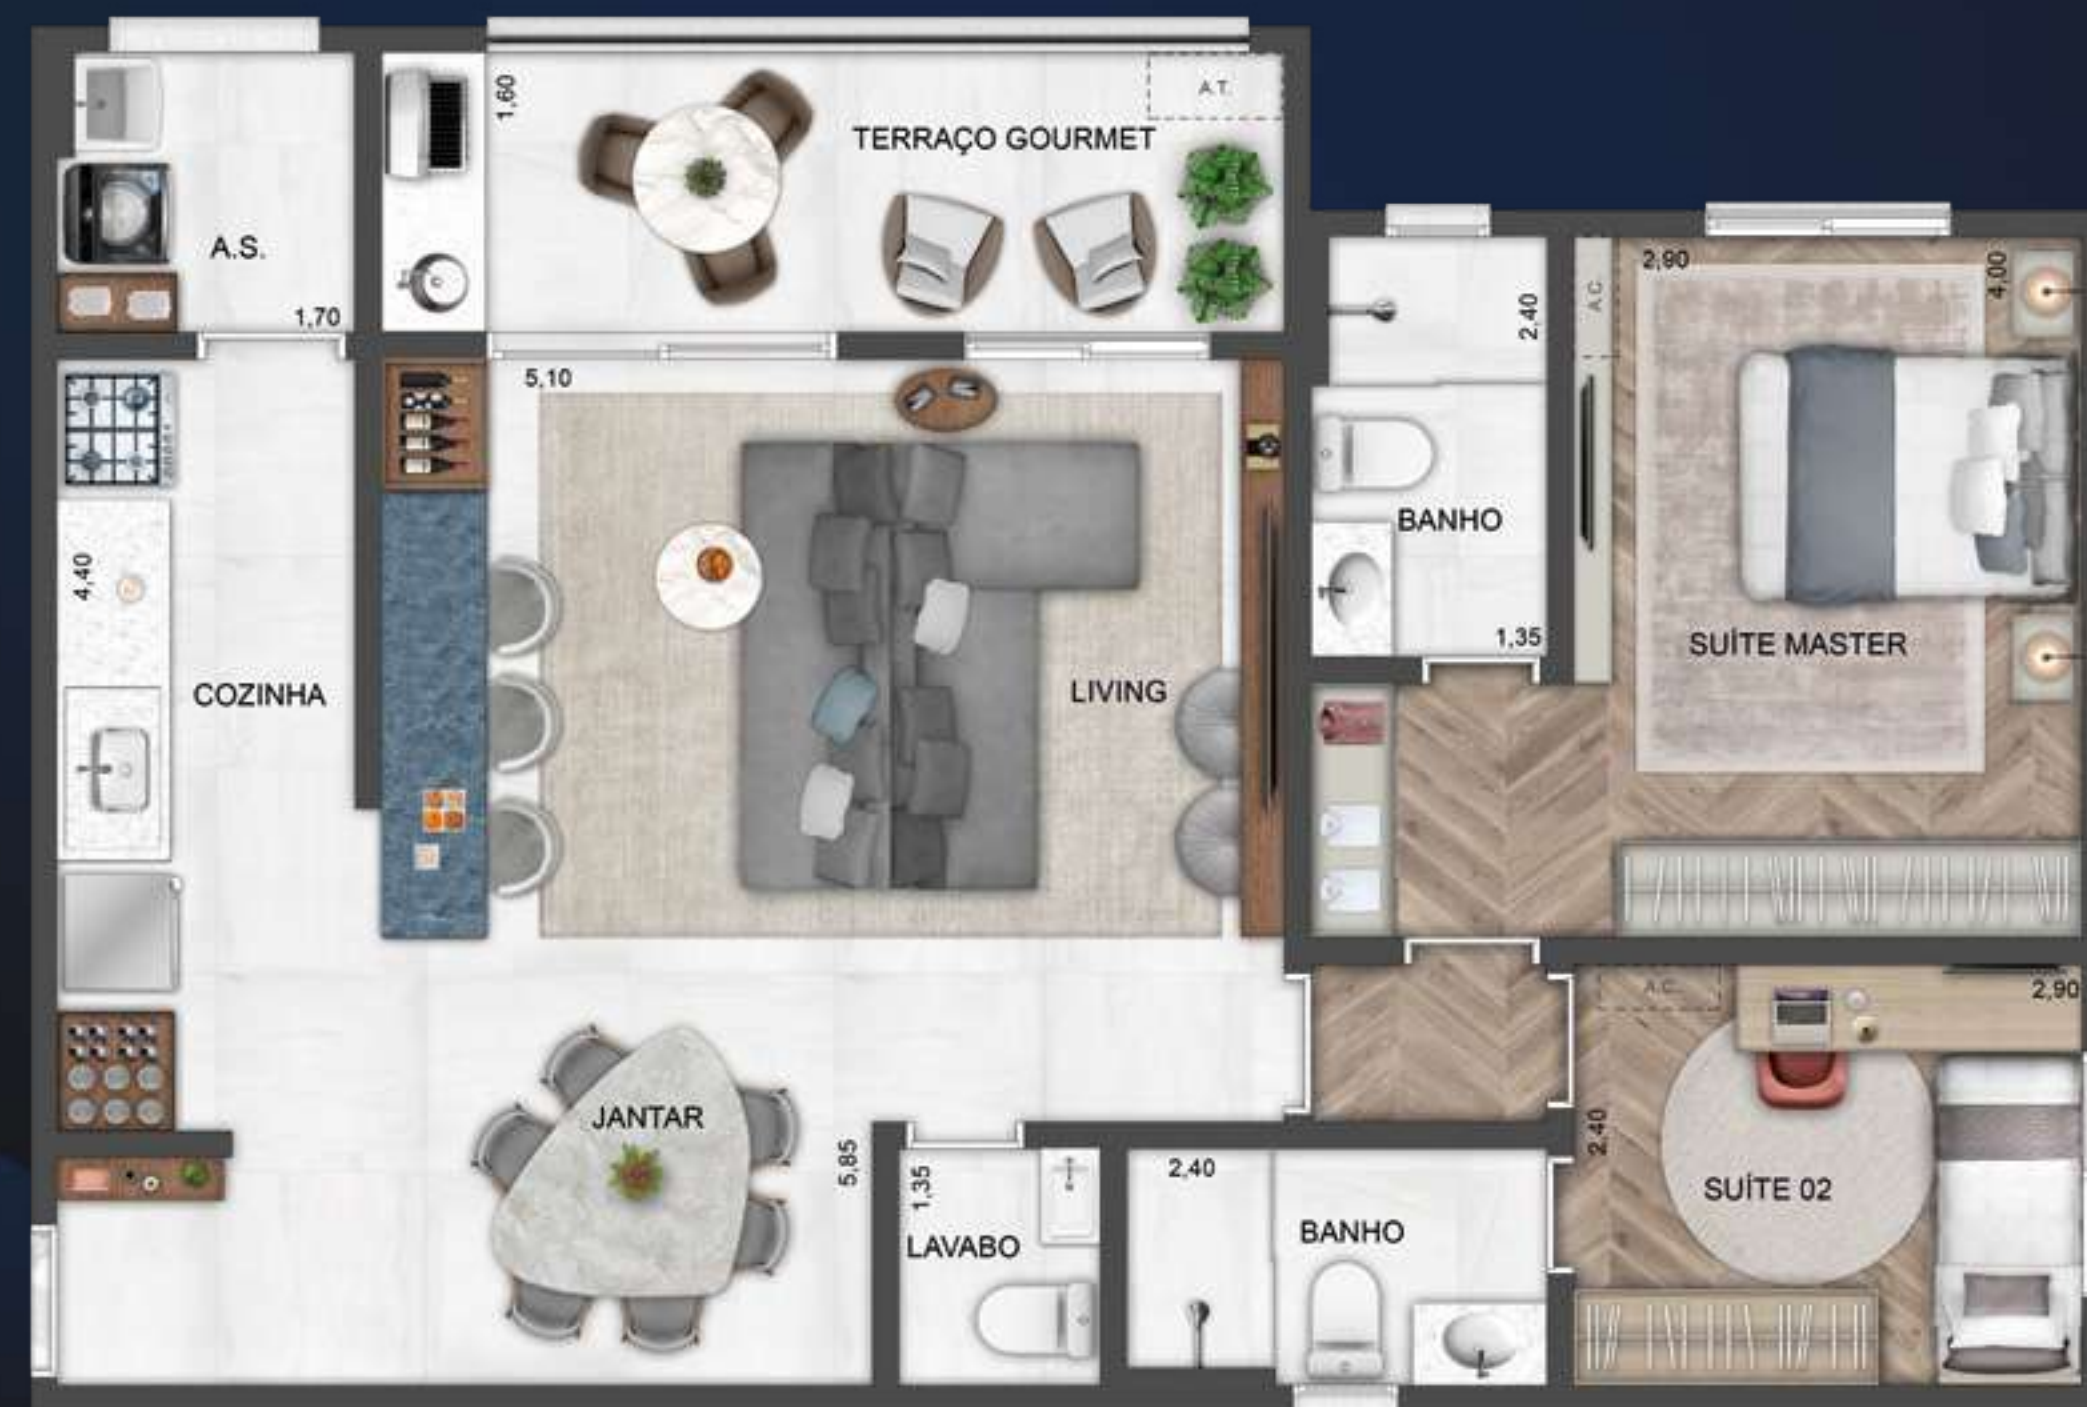 1,60
A.T.
TERRAÇO GOURMET
A.S.
1,70
2,40
A.C.
2,90
4,00
5,10
4,40
BANHO
1,35
SUÍTE MASTER
COZINHA
LIVING
A.C.
2,90
JANTAR
5,85
1,35
LAVABO
2,40
BANHO
2,40
SUÍTE 02